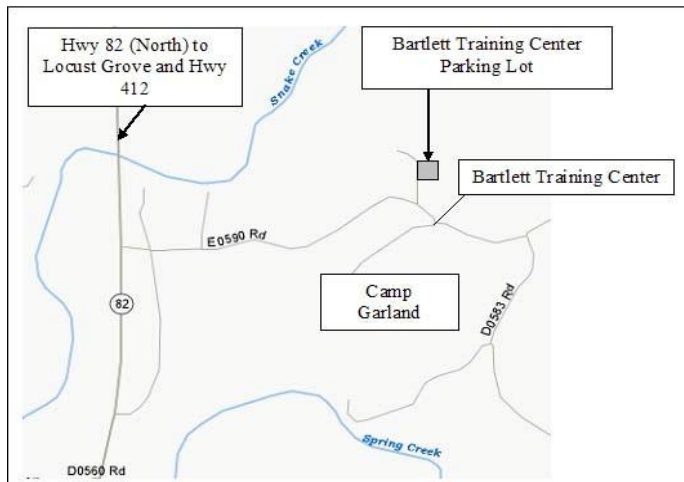 Hwy 82 (North) to
Locust Grove and Hwy
412
Bartlett Training Center
Parking Lot
Snake Creek
Bartlett Training Center
E0590 Rd
Camp
Garland
82
D0583 Rd
Spring Creek
D0560 Rd